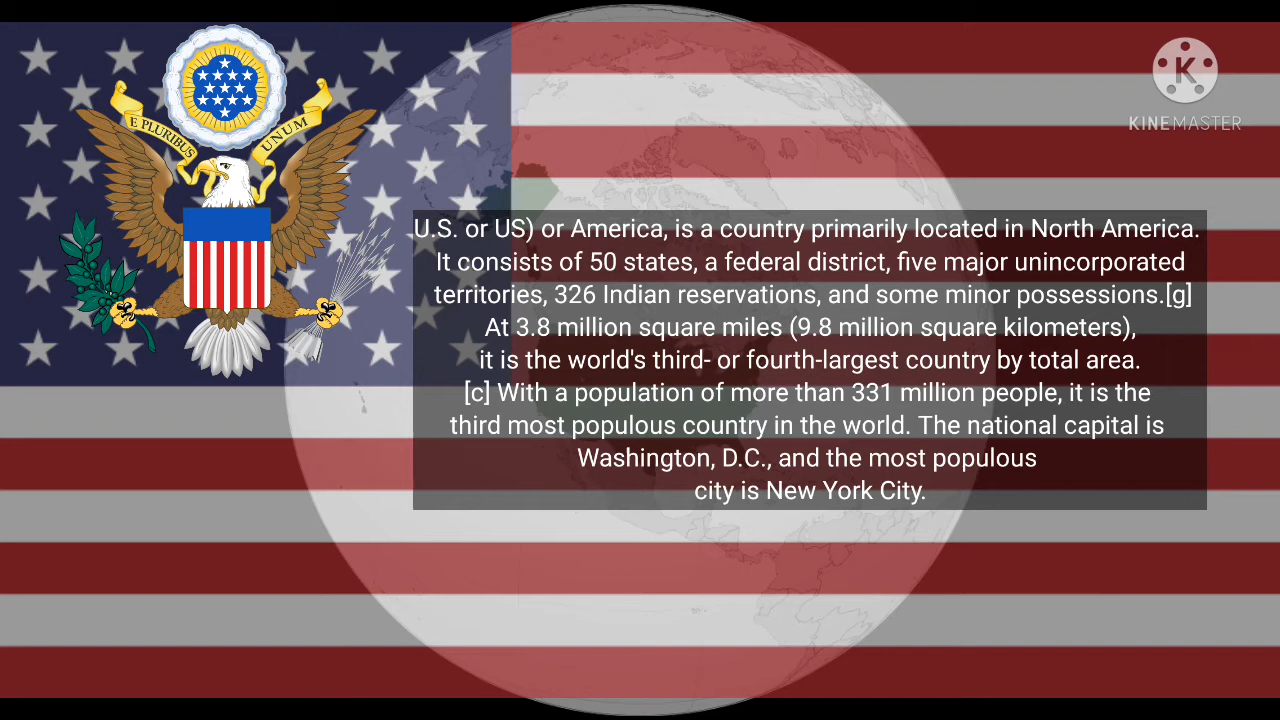 E PLURIBUS UNUM
KINEMASTER
U.S. or US) or America, is a country primarily located in North America.
It consists of 50 states, a federal district, five major unincorporated
territories, 326 Indian reservations, and some minor possessions.[g]
At 3.8 million square miles (9.8 million square kilometers),
it is the world's third- or fourth-largest country by total area.
[c] With a population of more than 331 million people, it is the
third most populous country in the world. The national capital is
Washington, D.C., and the most populous
city is New York City.